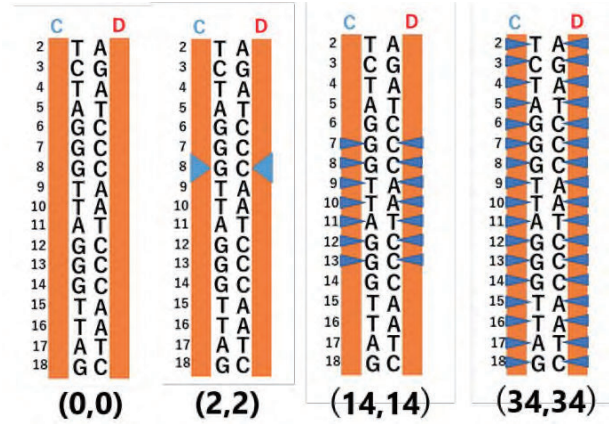 C D
2 T A
3 C G
4 T A
5 A T
6 G C
7 G C
8 G C
9 T A
10 T A
11 A T
12 G C
13 G C
14 G C
15 T A
16 T A
17 A T
18 G C
(0,0)
C D
2 T A
3 C G
4 T A
5 A T
6 G C
7 G C
8 G C
9 T A
10 T A
11 A T
12 G C
13 G C
14 G C
15 T A
16 T A
17 A T
18 G C
(2,2)
C D
2 T A
3 C G
4 T A
5 A T
6 G C
7 G C
8 G C
9 T A
10 T A
11 A T
12 G C
13 G C
14 G C
15 T A
16 T A
17 A T
18 G C
(14,14)
C D
2 T A
3 C G
4 T A
5 A T
6 G C
7 G C
8 G C
9 T A
10 T A
11 A T
12 G C
13 G C
14 G C
15 T A
16 T A
17 A T
18 G C
(34,34)